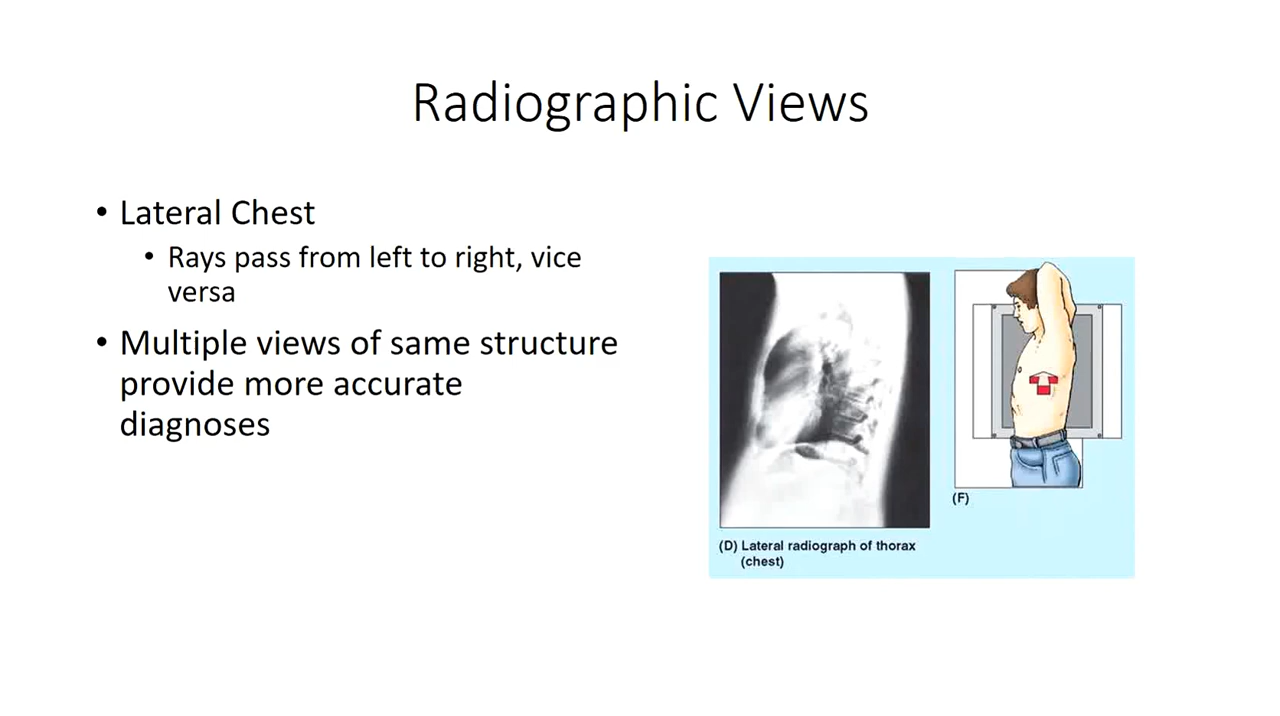 Radiographic Views
• Lateral Chest
• Rays pass from left to right, vice
versa
• Multiple views of same structure
provide more accurate
diagnoses
(F)
(D) Lateral radiograph of thorax
(chest)